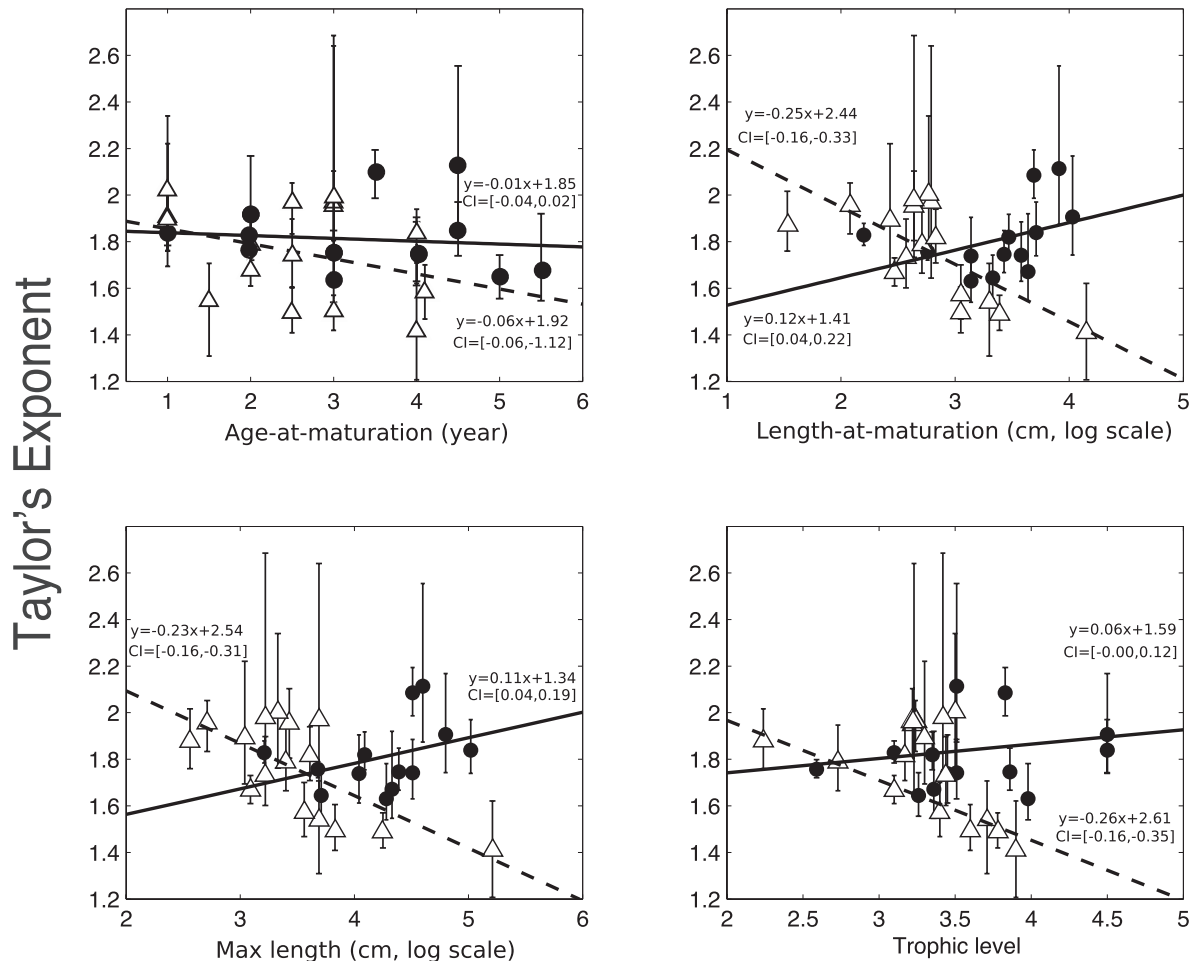 Taylor's Exponent
2.6
2.4
2.2
2
1.8
1.6
1.4
1.2
y=-0.01x+1.85
CI=[-0.04,0.02]
y=-0.06x+1.92
CI=[-0.06,-1.12]
1 2 3 4 5 6
Age-at-maturation (year)
2.6
2.4
2.2
2
1.8
1.6
1.4
1.2
y=-0.25x+2.44
CI=[-0.16,-0.33]
y=0.12x+1.41
CI=[0.04,0.22]
1 2 3 4 5
Length-at-maturation (cm, log scale)
2.6
2.4
2.2
2
1.8
1.6
1.4
1.2
y=-0.23x+2.54
CI=[-0.16,-0.31]
y=0.11x+1.34
CI=[0.04,0.19]
2 3 4 5 6
Max length (cm, log scale)
2.6
2.4
2.2
2
1.8
1.6
1.4
1.2
y=0.06x+1.59
CI=[-0.00,0.12]
y=-0.26x+2.61
CI=[-0.16,-0.35]
2 2.5 3 3.5 4 4.5 5
Trophic level